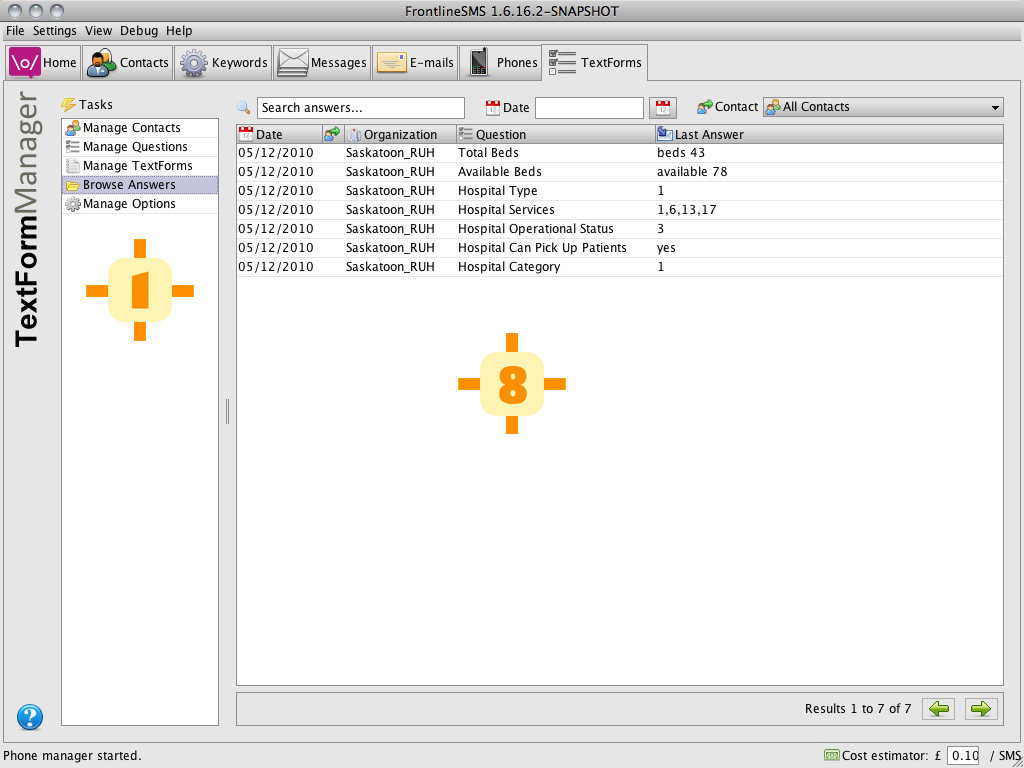 FrontlineSMS 1.6.16.2-SNAPSHOT
File Settings View Debug Help
\o/ Home Contacts Keywords Messages E-mails Phones TextForms
TextFormManager
Tasks
Manage Contacts
Manage Questions
Manage TextForms
Browse Answers
Manage Options
1
Search answers... Date Contact All Contacts
Date Organization Question Last Answer
05/12/2010 Saskatoon_RUH Total Beds beds 43
05/12/2010 Saskatoon_RUH Available Beds available 78
05/12/2010 Saskatoon_RUH Hospital Type 1
05/12/2010 Saskatoon_RUH Hospital Services 1,6,13,17
05/12/2010 Saskatoon_RUH Hospital Operational Status 3
05/12/2010 Saskatoon_RUH Hospital Can Pick Up Patients yes
05/12/2010 Saskatoon_RUH Hospital Category 1
8
Results 1 to 7 of 7
?
Phone manager started. Cost estimator: £ 0.10 / SMS